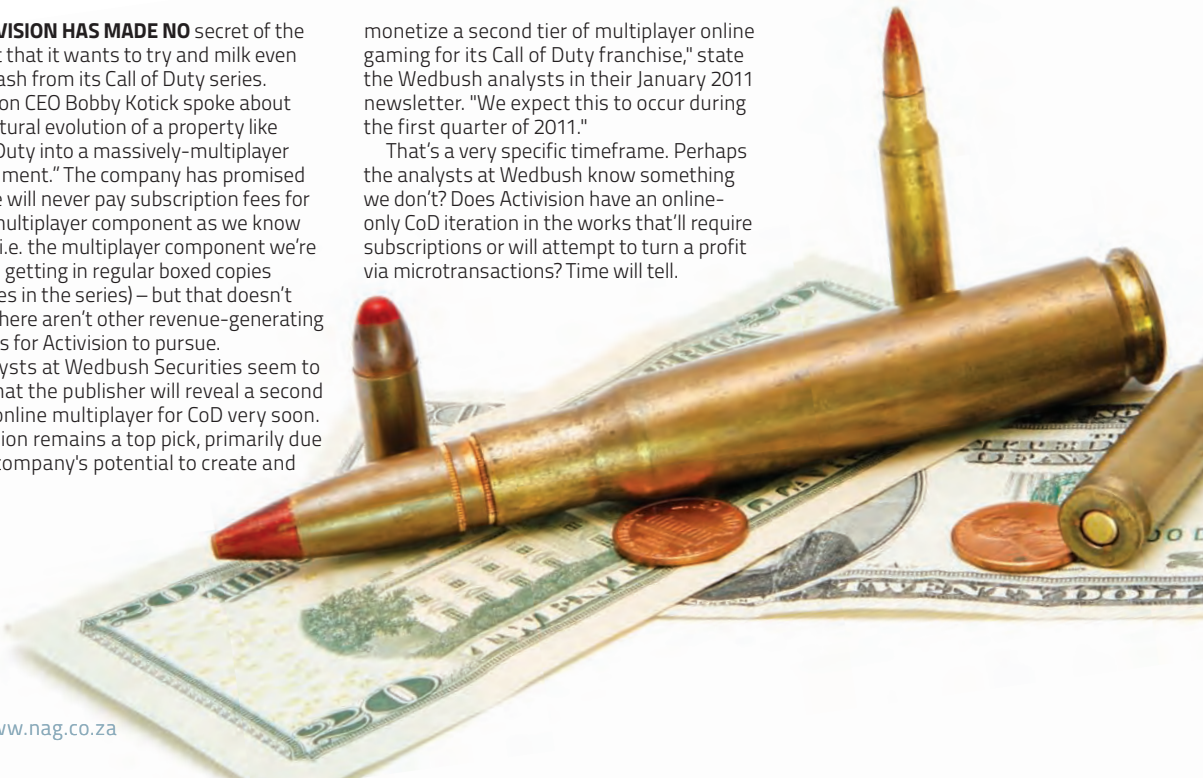 VISION HAS MADE NO secret of the
t that it wants to try and milk even
ash from its Call of Duty series.
on CEO Bobby Kotick spoke about
tural evolution of a property like
Duty into a massively-multiplayer
ment.” The company has promised
e will never pay subscription fees for
multiplayer component as we know
i.e. the multiplayer component we're
getting in regular boxed copies
es in the series) – but that doesn't
here aren't other revenue-generating
s for Activision to pursue.
ysts at Wedbush Securities seem to
hat the publisher will reveal a second
online multiplayer for CoD very soon.
ion remains a top pick, primarily due
company's potential to create and
monetize a second tier of multiplayer online
gaming for its Call of Duty franchise," state
the Wedbush analysts in their January 2011
newsletter. "We expect this to occur during
the first quarter of 2011."
That's a very specific timeframe. Perhaps
the analysts at Wedbush know something
we don't? Does Activision have an online-
only CoD iteration in the works that'll require
subscriptions or will attempt to turn a profit
via microtransactions? Time will tell.
20
20
THE
20
TWENTY DOLL
ww.nag.co.za